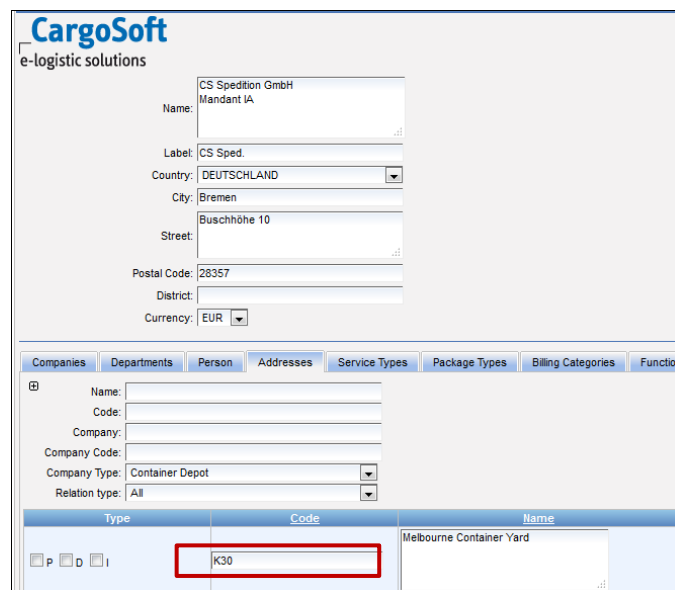 CargoSoft
e-logistic solutions
Name: CS Spedition GmbH
Mandant IA
Label: CS Sped.
Country: DEUTSCHLAND
City: Bremen
Street: Buschhöhe 10
Postal Code: 28357
District:
Currency: EUR
Companies Departments Person Addresses Service Types Package Types Billing Categories Functio
Name:
Code:
Company:
Company Code:
Company Type: Container Depot
Relation type: All
Type Code Name
P D I K30 Melbourne Container Yard